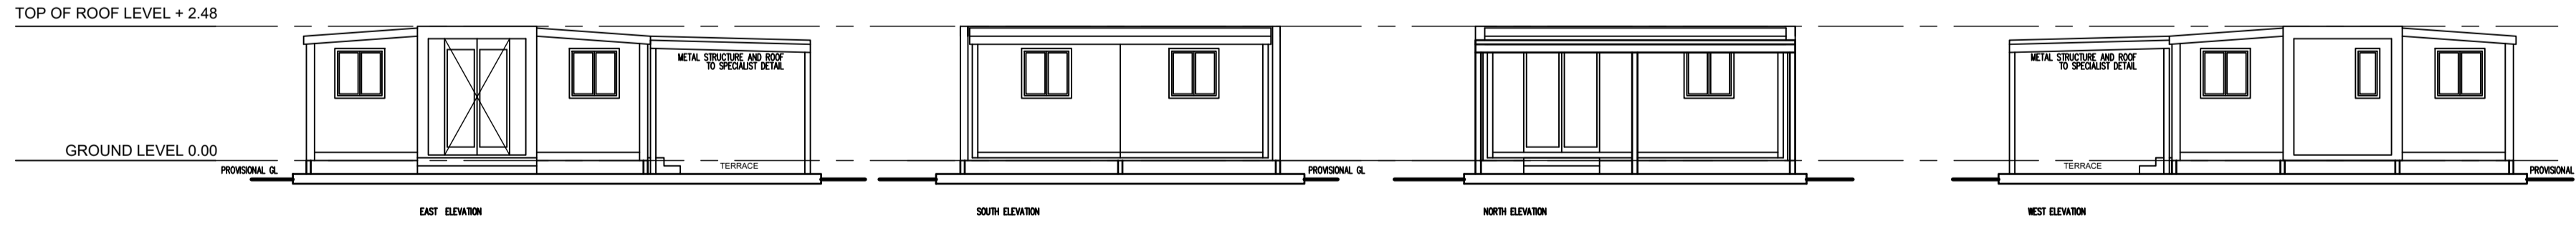 TOP OF ROOF LEVEL + 2.48
METAL STRUCTURE AND ROOF
TO SPECIALIST DETAIL
METAL STRUCTURE AND ROOF
TO SPECIALIST DETAIL
GROUND LEVEL 0.00
PROVISIONAL GL
TERRACE
PROVISIONAL GL
TERRACE
PROVISIONAL
EAST ELEVATION
SOUTH ELEVATION
NORTH ELEVATION
WEST ELEVATION